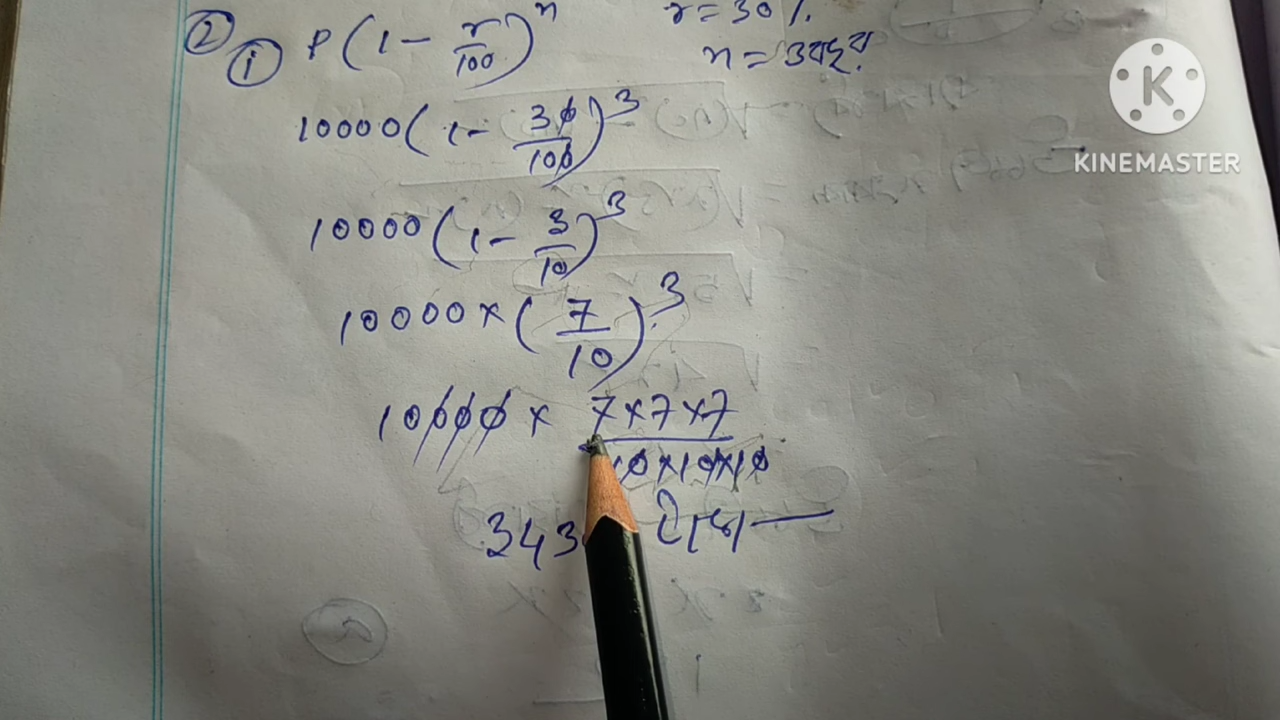 ② r = 30%
① P(1 - r/100)^n n = 3 বছর
10000(1 - 30/100)^3
10000(1 - 3/10)^3
10000 × (7/10)^3
10000 × 7×7×7/10×10×10
343 টাকা
K
KINEMASTER